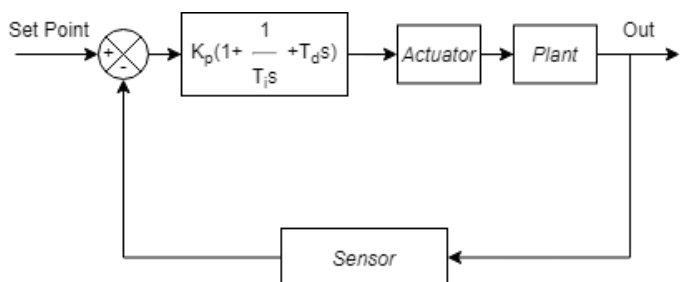 Set Point
+
-
Kp(1+ 1/Tis +Tds)
Actuator
Plant
Out
Sensor